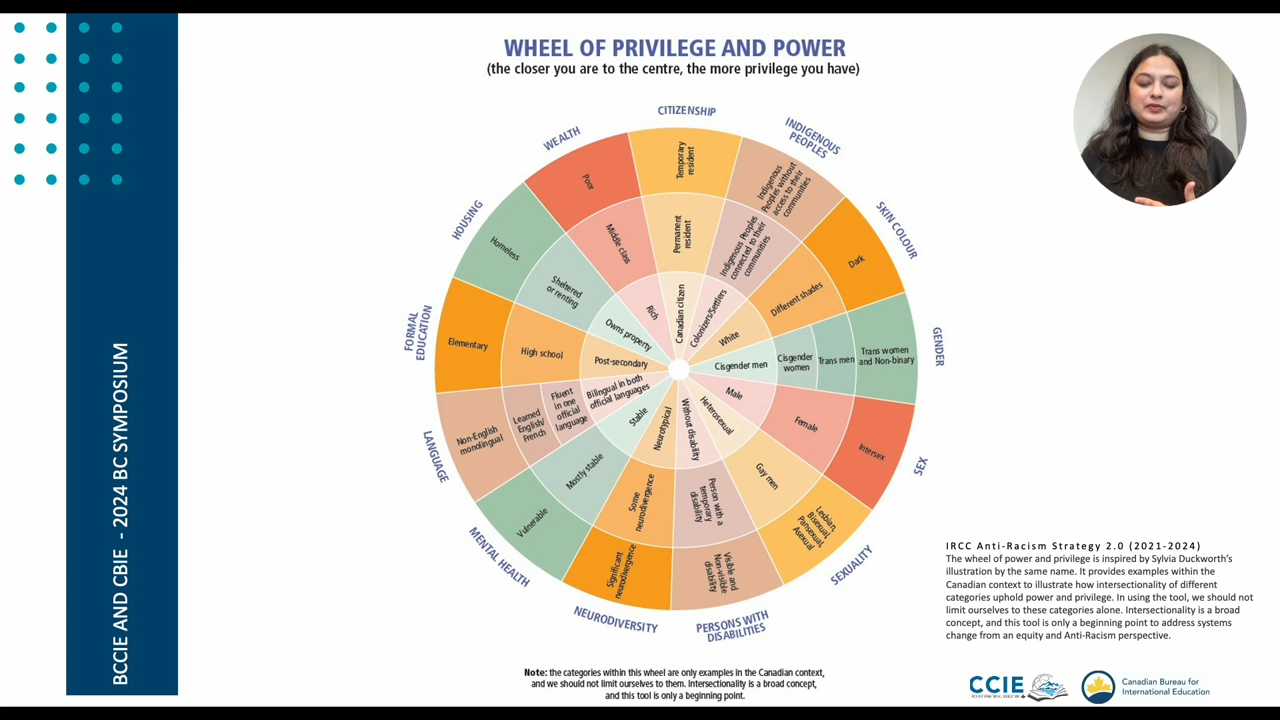 BCCIE AND CBIE - 2024 BC SYMPOSIUM
WHEEL OF PRIVILEGE AND POWER
(the closer you are to the centre, the more privilege you have)
CITIZENSHIP
Temporary
resident
Permanent
resident
Canadian citizen
INDIGENOUS
PEOPLES
Indigenous
Peoples without
access to their
communities
Indigenous Peoples
connected to their
communities
Colonizers/Settlers
SKIN COLOUR
Dark
Different shades
White
GENDER
Trans women
and Non-binary
Trans men
Cisgender
women
Cisgender men
SEX
Intersex
Female
Male
SEXUALITY
Lesbian,
Bisexual,
Pansexual,
Asexual
Gay men
Heterosexual
PERSONS WITH
DISABILITIES
Visible and
Non-visible
disability
Person with a
temporary
disability
Without disability
NEURODIVERSITY
Significant
neurodivergence
Some
neurodivergence
Neurotypical
MENTAL HEALTH
Vulnerable
Mostly stable
Stable
LANGUAGE
Non-English
monolingual
Learned
English/
French
Fluent
in one
official
language
Bilingual in both
official languages
FORMAL
EDUCATION
Elementary
High school
Post-secondary
HOUSING
Homeless
Sheltered
or renting
Owns property
WEALTH
Poor
Middle class
Rich
IRCC Anti-Racism Strategy 2.0 (2021-2024)
The wheel of power and privilege is inspired by Sylvia Duckworth's
illustration by the same name. It provides examples within the
Canadian context to illustrate how intersectionality of different
categories uphold power and privilege. In using the tool, we should not
limit ourselves to these categories alone. Intersectionality is a broad
concept, and this tool is only a beginning point to address systems
change from an equity and Anti-Racism perspective.
Note: the categories within this wheel are only examples in the Canadian context,
and we should not limit ourselves to them. Intersectionality is a broad concept,
and this tool is only a beginning point.
CCIE
Canadian Bureau for
International Education